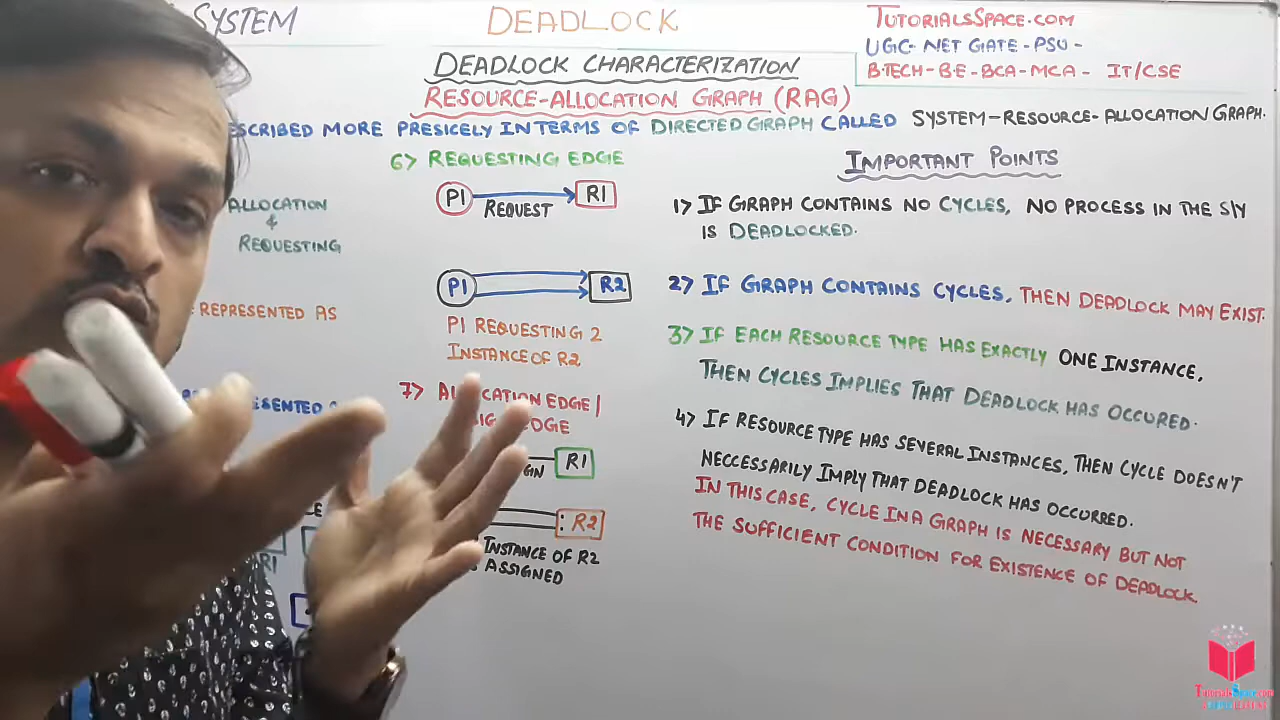 SYSTEM
DEADLOCK
TUTORIALSSPACE.COM
UGC-NET GATE-PSU-
B.TECH-B.E-BCA-MCA- IT/CSE
DEADLOCK CHARACTERIZATION
RESOURCE-ALLOCATION GRAPH (RAG)
ESCRIBED MORE PRESICELY IN TERMS OF DIRECTED GRAPH CALLED SYSTEM-RESOURCE-ALLOCATION GRAPH.
ALLOCATION
&
REQUESTING
REPRESENTED AS
6> REQUESTING EDGE
P1 R1
REQUEST
P1 R2
P1 REQUESTING 2
INSTANCE OF R2
7> EDGE |
EDGE
R1
R2
INSTANCE OF R2
ASSIGNED
R1
IMPORTANT POINTS
1> IF GRAPH CONTAINS NO CYCLES, NO PROCESS IN THE S/Y
IS DEADLOCKED.
2> IF GRAPH CONTAINS CYCLES, THEN DEADLOCK MAY EXIST.
3> IF EACH RESOURCE TYPE HAS EXACTLY ONE INSTANCE,
THEN CYCLES IMPLIES THAT DEADLOCK HAS OCCURED.
4> IF RESOURCE TYPE HAS SEVERAL INSTANCES, THEN CYCLE DOESN'T
NECCESSARILY IMPLY THAT DEADLOCK HAS OCCURRED.
IN THIS CASE, CYCLE IN A GRAPH IS NECESSARY BUT NOT
THE SUFFICIENT CONDITION FOR EXISTENCE OF DEADLOCK.
TutorialsSpace.com